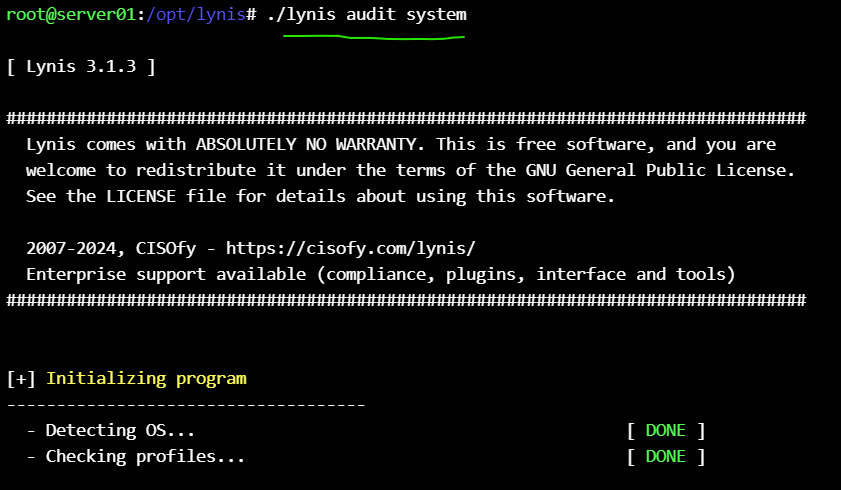 root@server01:/opt/lynis# ./lynis audit system
[ Lynis 3.1.3 ]
################################################################################
Lynis comes with ABSOLUTELY NO WARRANTY. This is free software, and you are
welcome to redistribute it under the terms of the GNU General Public License.
See the LICENSE file for details about using this software.
2007-2024, CISOfy - https://cisofy.com/lynis/
Enterprise support available (compliance, plugins, interface and tools)
################################################################################
[+] Initializing program
------------------------------------
- Detecting OS... [ DONE ]
- Checking profiles... [ DONE ]